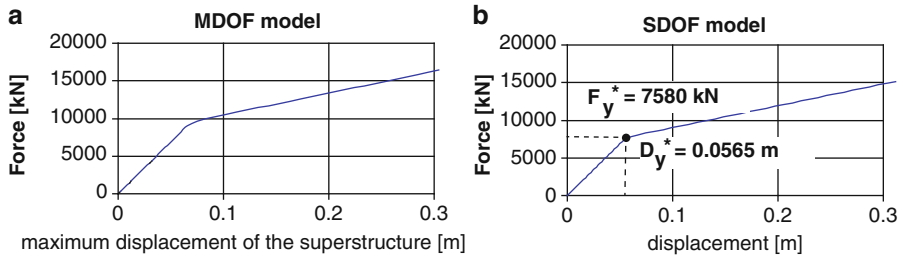 a
MDOF model
Force [kN]
20000
15000
10000
5000
0
0 0.1 0.2 0.3
maximum displacement of the superstructure [m]
b
SDOF model
Force [kN]
20000
15000
10000
5000
0
F_y^* = 7580 kN
D_y^* = 0.0565 m
0 0.1 0.2 0.3
displacement [m]